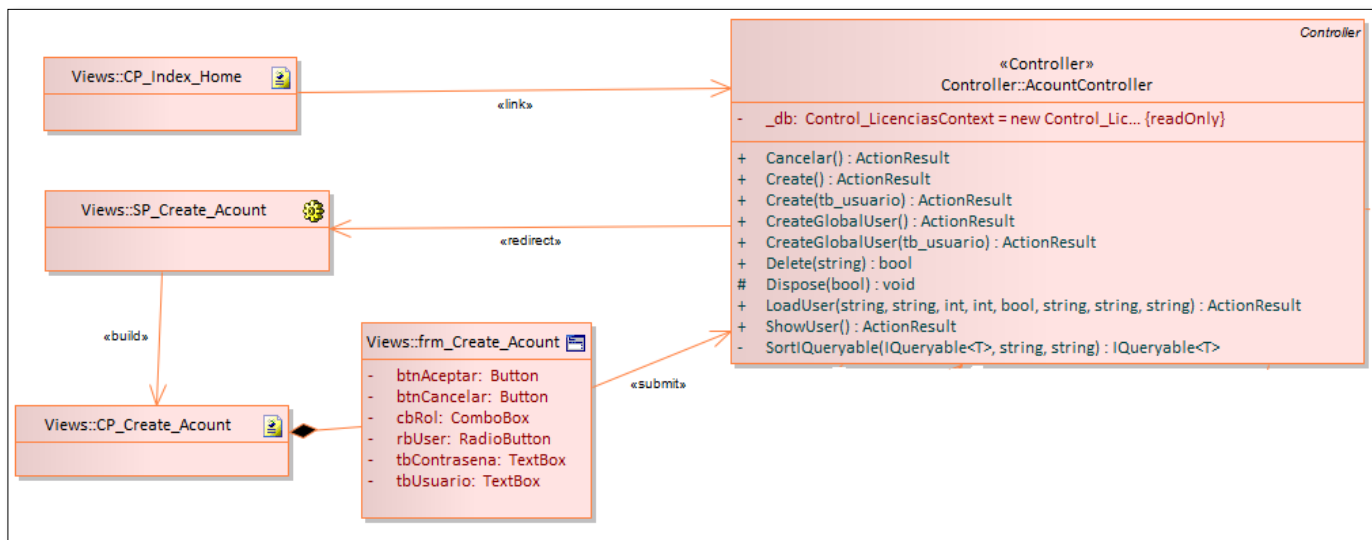 Views::CP_Index_Home
«link»
Controller
«Controller»
Controller::AcountController
- _db: Control_LicenciasContext = new Control_Lic... {readOnly}
+ Cancelar() : ActionResult
+ Create() : ActionResult
+ Create(tb_usuario) : ActionResult
+ CreateGlobalUser() : ActionResult
+ CreateGlobalUser(tb_usuario) : ActionResult
+ Delete(string) : bool
# Dispose(bool) : void
+ LoadUser(string, string, int, int, bool, string, string, string) : ActionResult
+ ShowUser() : ActionResult
- SortIQueryable(IQueryable<T>, string, string) : IQueryable<T>
Views::SP_Create_Acount
«redirect»
«build»
Views::frm_Create_Acount
- btnAceptar: Button
- btnCancelar: Button
- cbRol: ComboBox
- rbUser: RadioButton
- tbContrasena: TextBox
- tbUsuario: TextBox
«submit»
Views::CP_Create_Acount